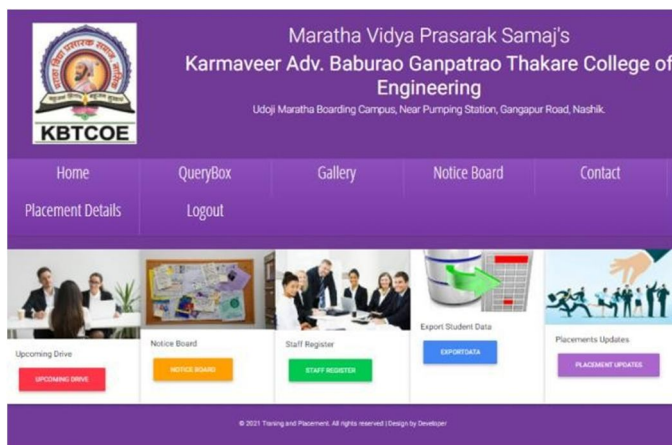 Maratha Vidya Prasarak Samaj's
Karmaveer Adv. Baburao Ganpatrao Thakare College of
Engineering
Udoji Maratha Boarding Campus, Near Pumping Station, Gangapur Road, Nashik.
KBTCOE
Home QueryBox Gallery Notice Board Contact
Placement Details Logout
Upcoming Drive
UPCOMING DRIVE
Notice Board
NOTICE BOARD
Staff Register
STAFF REGISTER
Export Student Data
EXPORTDATA
Placements Updates
PLACEMENT UPDATES
© 2021 Training and Placement. All rights reserved | Design by Developer